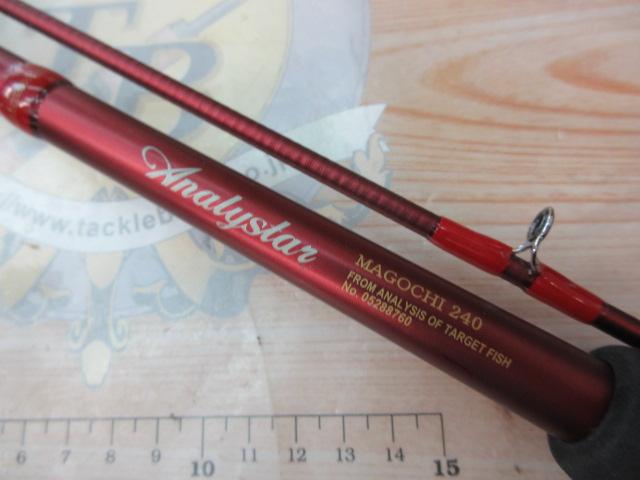 Analystar
MAGOCHI 240
FROM ANALYSIS OF TARGET FISH
No. 05288760
TB
//www.tackleb
o.j
6 7 8 9 10 11 12 13 14 15